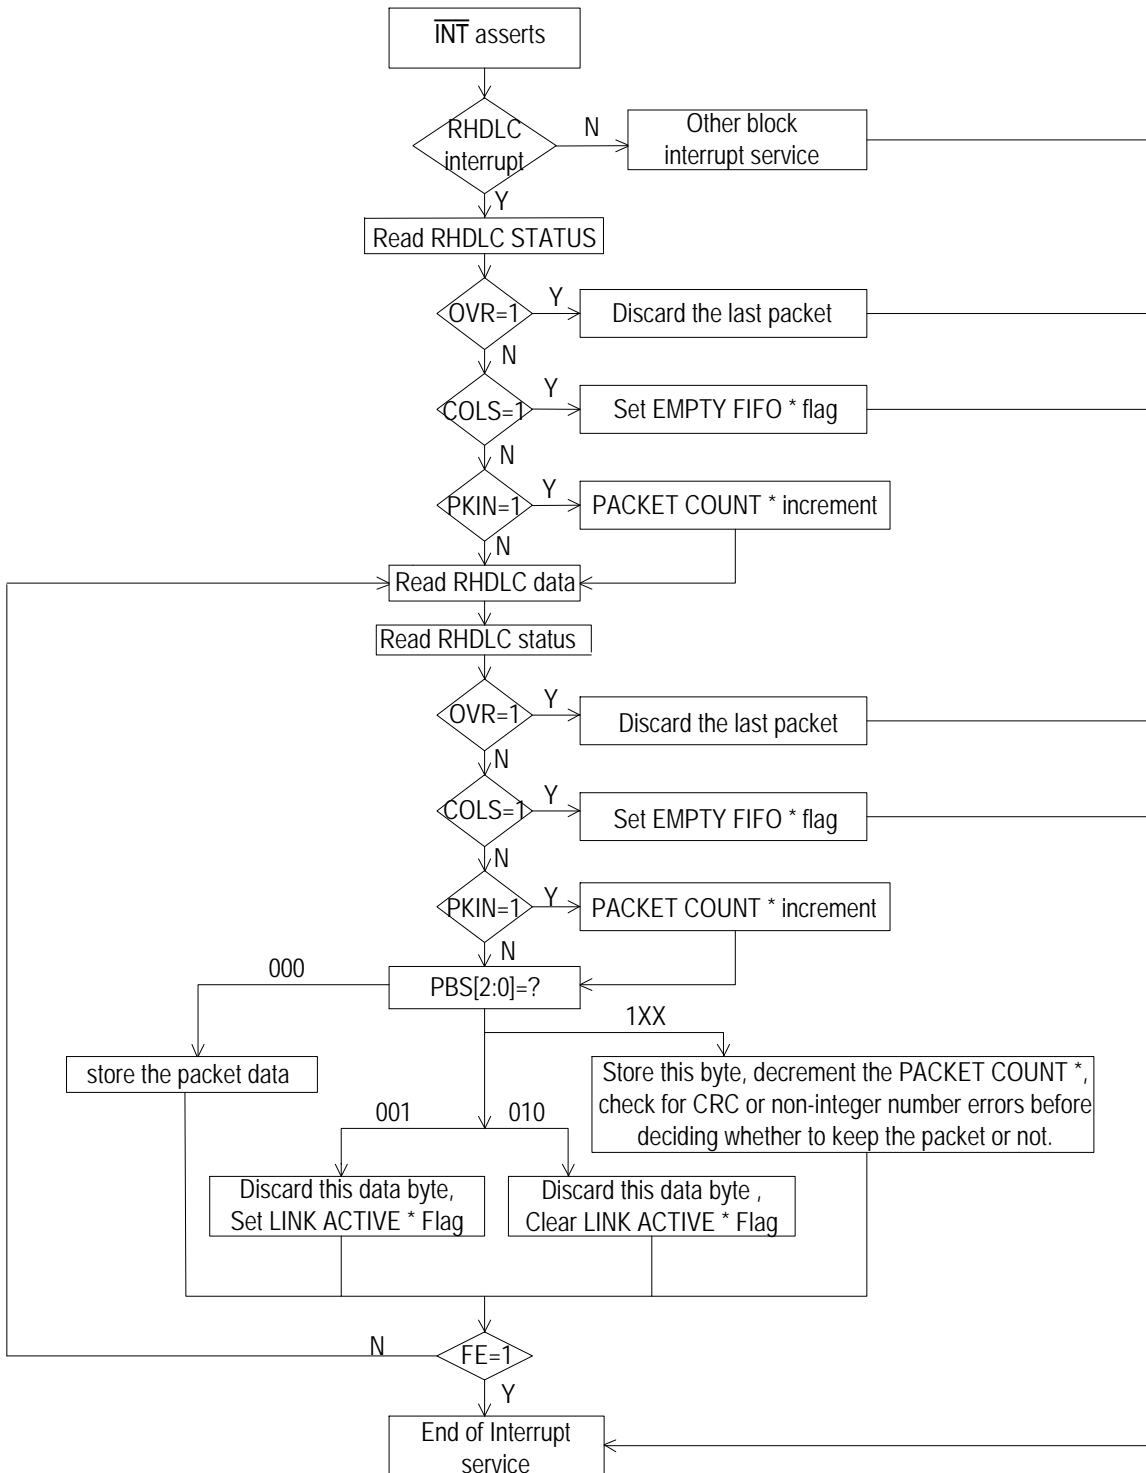 INT asserts
RHDLC
interrupt
N
Other block
interrupt service
Y
Read RHDLC STATUS
OVR=1
Y
Discard the last packet
N
COLS=1
Y
Set EMPTY FIFO * flag
N
PKIN=1
Y
PACKET COUNT * increment
N
Read RHDLC data
Read RHDLC status
OVR=1
Y
Discard the last packet
N
COLS=1
Y
Set EMPTY FIFO * flag
N
PKIN=1
Y
PACKET COUNT * increment
N
000
PBS[2:0]=?
1XX
store the packet data
Store this byte, decrement the PACKET COUNT *,
check for CRC or non-integer number errors before
deciding whether to keep the packet or not.
001
010
Discard this data byte,
Set LINK ACTIVE * Flag
Discard this data byte ,
Clear LINK ACTIVE * Flag
N
FE=1
Y
End of Interrupt
service